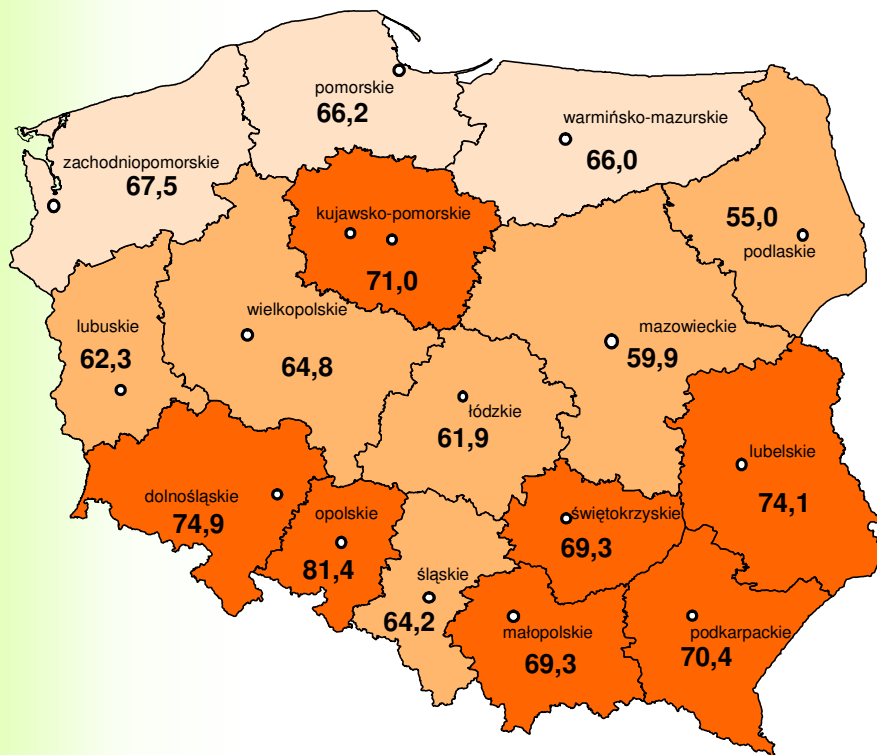 pomorskie
66,2
warmińsko-mazurskie
66,0
zachodniopomorskie
67,5
kujawsko-pomorskie
71,0
55,0
podlaskie
lubuskie
62,3
wielkopolskie
64,8
mazowieckie
59,9
łódzkie
61,9
lubelskie
74,1
dolnośląskie
74,9
opolskie
81,4
świętokrzyskie
69,3
śląskie
64,2
małopolskie
69,3
podkarpackie
70,4